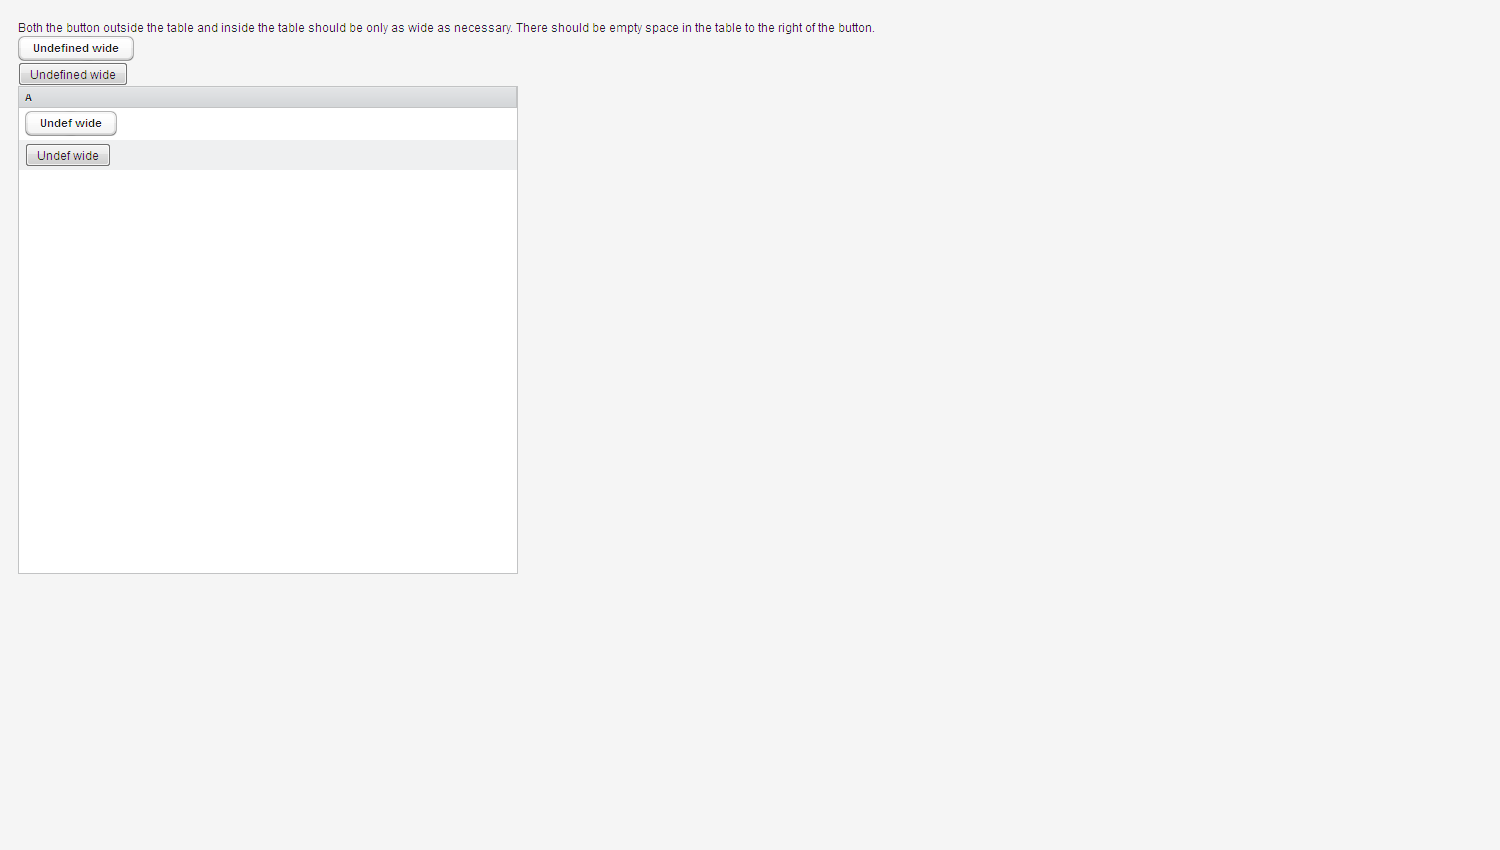 Both the button outside the table and inside the table should be only as wide as necessary. There should be empty space in the table to the right of the button.
Undefined wide
Undefined wide
A
Undef wide
Undef wide